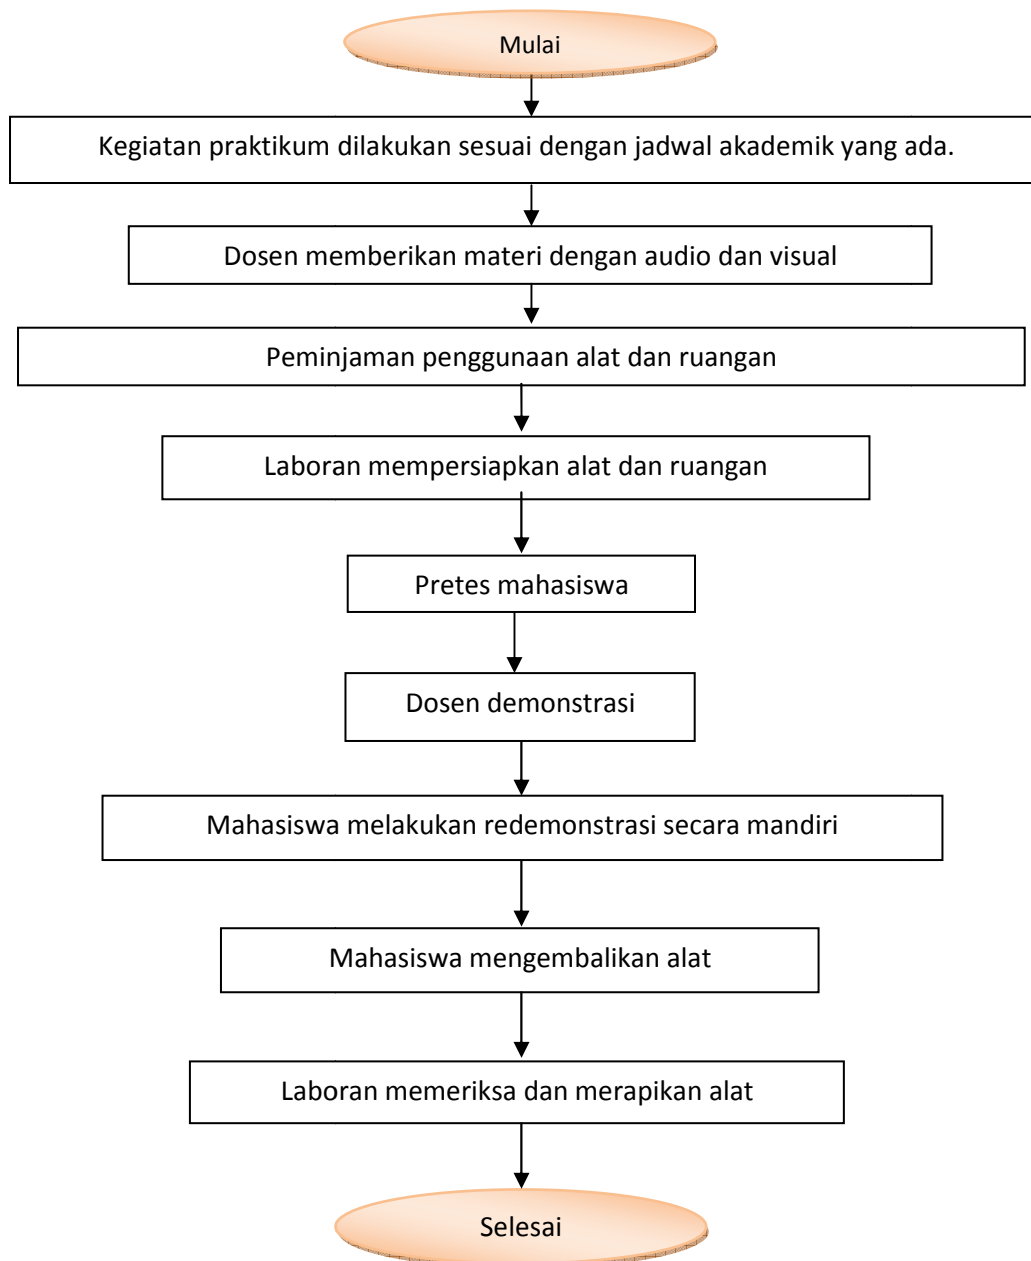 Mulai
Kegiatan praktikum dilakukan sesuai dengan jadwal akademik yang ada.
Dosen memberikan materi dengan audio dan visual
Peminjaman penggunaan alat dan ruangan
Laboran mempersiapkan alat dan ruangan
Pretes mahasiswa
Dosen demonstrasi
Mahasiswa melakukan redemonstrasi secara mandiri
Mahasiswa mengembalikan alat
Laboran memeriksa dan merapikan alat
Selesai